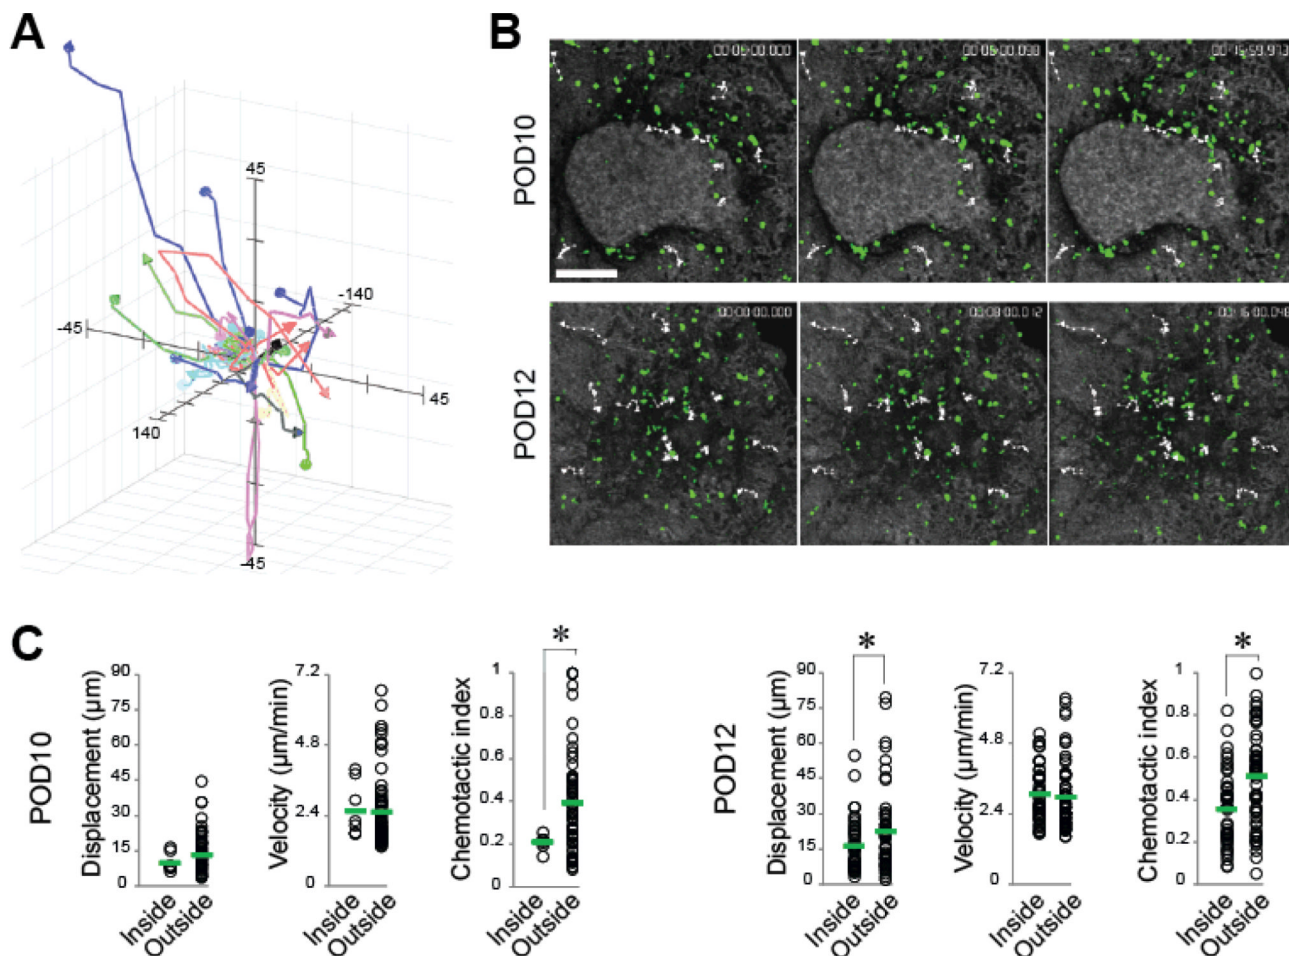 A
45
-45
-140
140
45
-45
B
POD10
POD12
C
POD10
Displacement (µm)
90
60
45
30
15
0
Inside
Outside
Velocity (µm/min)
7.2
4.8
2.4
0
Inside
Outside
*
Chemotactic index
1
0.8
0.6
0.4
0.2
0
Inside
Outside
POD12
*
Displacement (µm)
90
75
60
45
30
15
0
Inside
Outside
Velocity (µm/min)
7.2
4.8
2.4
0
Inside
Outside
*
Chemotactic index
1
0.8
0.6
0.4
0.2
0
Inside
Outside